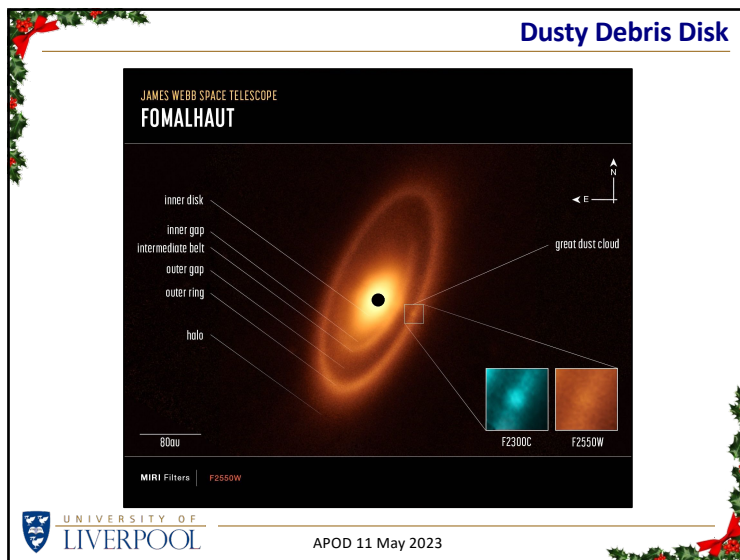 Dusty Debris Disk
JAMES WEBB SPACE TELESCOPE
FOMALHAUT
N
E
inner disk
inner gap
intermediate belt
outer gap
outer ring
halo
great dust cloud
80au
F2300C
F2550W
MIRI Filters | F2550W
UNIVERSITY OF
LIVERPOOL
APOD 11 May 2023